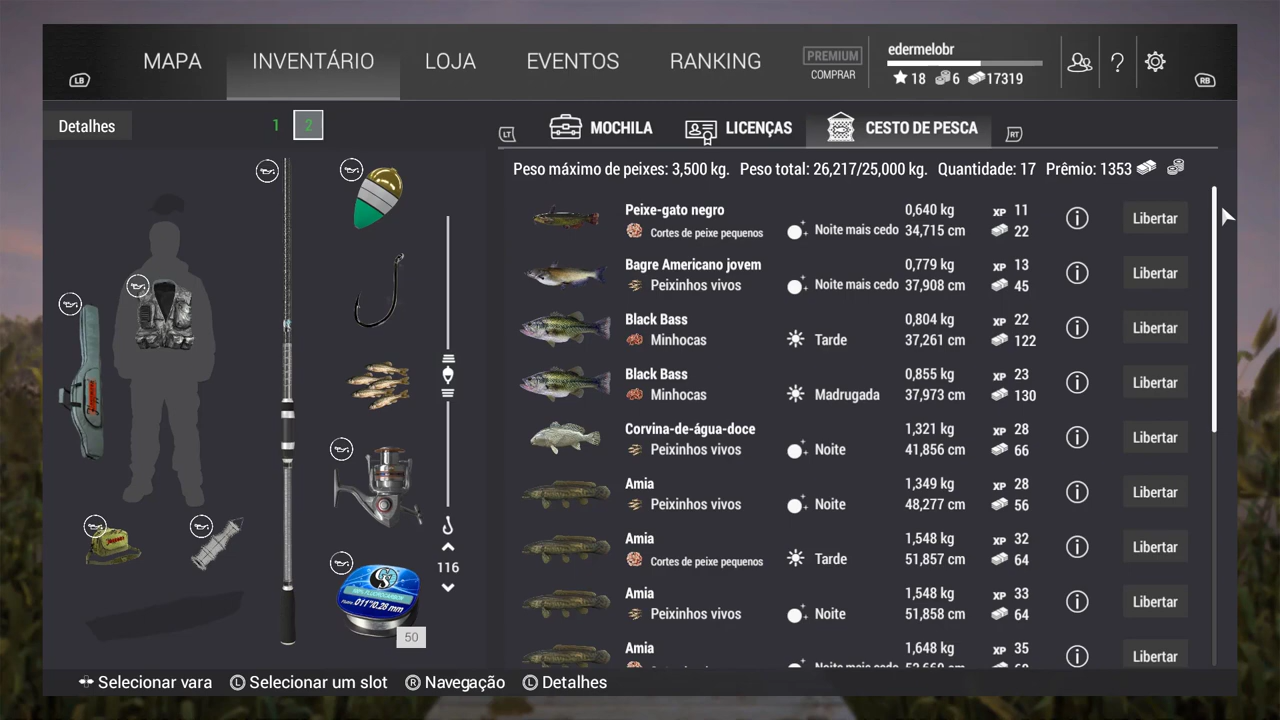 MAPA INVENTÁRIO LOJA EVENTOS RANKING
PREMIUM
COMPRAR
edermelobr
18 6 17319
LB
RB
Detalhes
1 2
LT MOCHILA LICENÇAS CESTO DE PESCA RT
Peso máximo de peixes: 3,500 kg. Peso total: 26,217/25,000 kg. Quantidade: 17 Prêmio: 1353
Peixe-gato negro 0,640 kg XP 11
Cortes de peixe pequenos Noite mais cedo 34,715 cm 22
Libertar
Bagre Americano jovem 0,779 kg XP 13
Peixinhos vivos Noite mais cedo 37,908 cm 45
Libertar
Black Bass 0,804 kg XP 22
Minhocas Tarde 37,261 cm 122
Libertar
Black Bass 0,855 kg XP 23
Minhocas Madrugada 37,973 cm 130
Libertar
Corvina-de-água-doce 1,321 kg XP 28
Peixinhos vivos Noite 41,856 cm 66
Libertar
Amia 1,349 kg XP 28
Peixinhos vivos Noite 48,277 cm 56
Libertar
Amia 1,548 kg XP 32
Cortes de peixe pequenos Tarde 51,857 cm 64
Libertar
Amia 1,548 kg XP 33
Peixinhos vivos Noite 51,858 cm 64
Libertar
Amia 1,648 kg XP 35
Noite mais cedo
Libertar
116
011"/0.28 mm
50
Selecionar vara L Selecionar um slot R Navegação L Detalhes